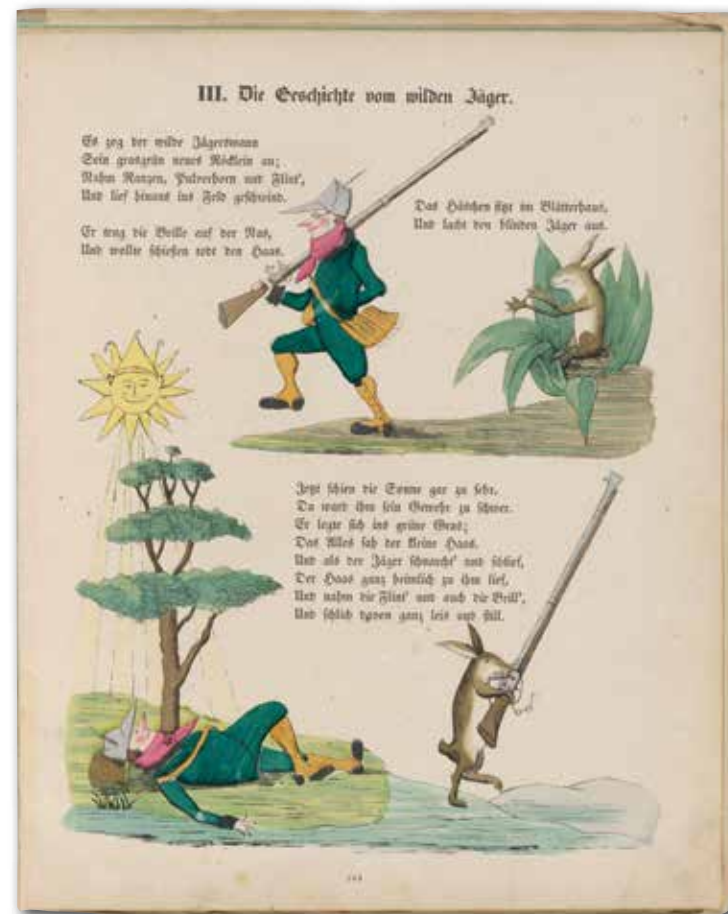 III. Die Geschichte vom wilden Jäger.
Es zog der wilde Jägersmann
Sein grasgrün neues Röcklein an;
Nahm Ranzen, Pulverhorn und Flint',
Und lief hinaus ins Feld geschwind.
Er trug die Brille auf der Nas,
Und wollte schießen todt den Haas.
Das Häschen sitzt im Blätterhaus,
Und lacht den blinden Jäger aus.
Jetzt schien die Sonne gar zu sehr,
Da ward ihm sein Gewehr zu schwer.
Er legte sich ins grüne Gras;
Das Alles sah der kleine Haas.
Und als der Jäger schnarcht' und schlief,
Der Haas ganz heimlich zu ihm lief,
Und nahm die Flint' und auch die Brill',
Und schlich davon ganz leis und still.